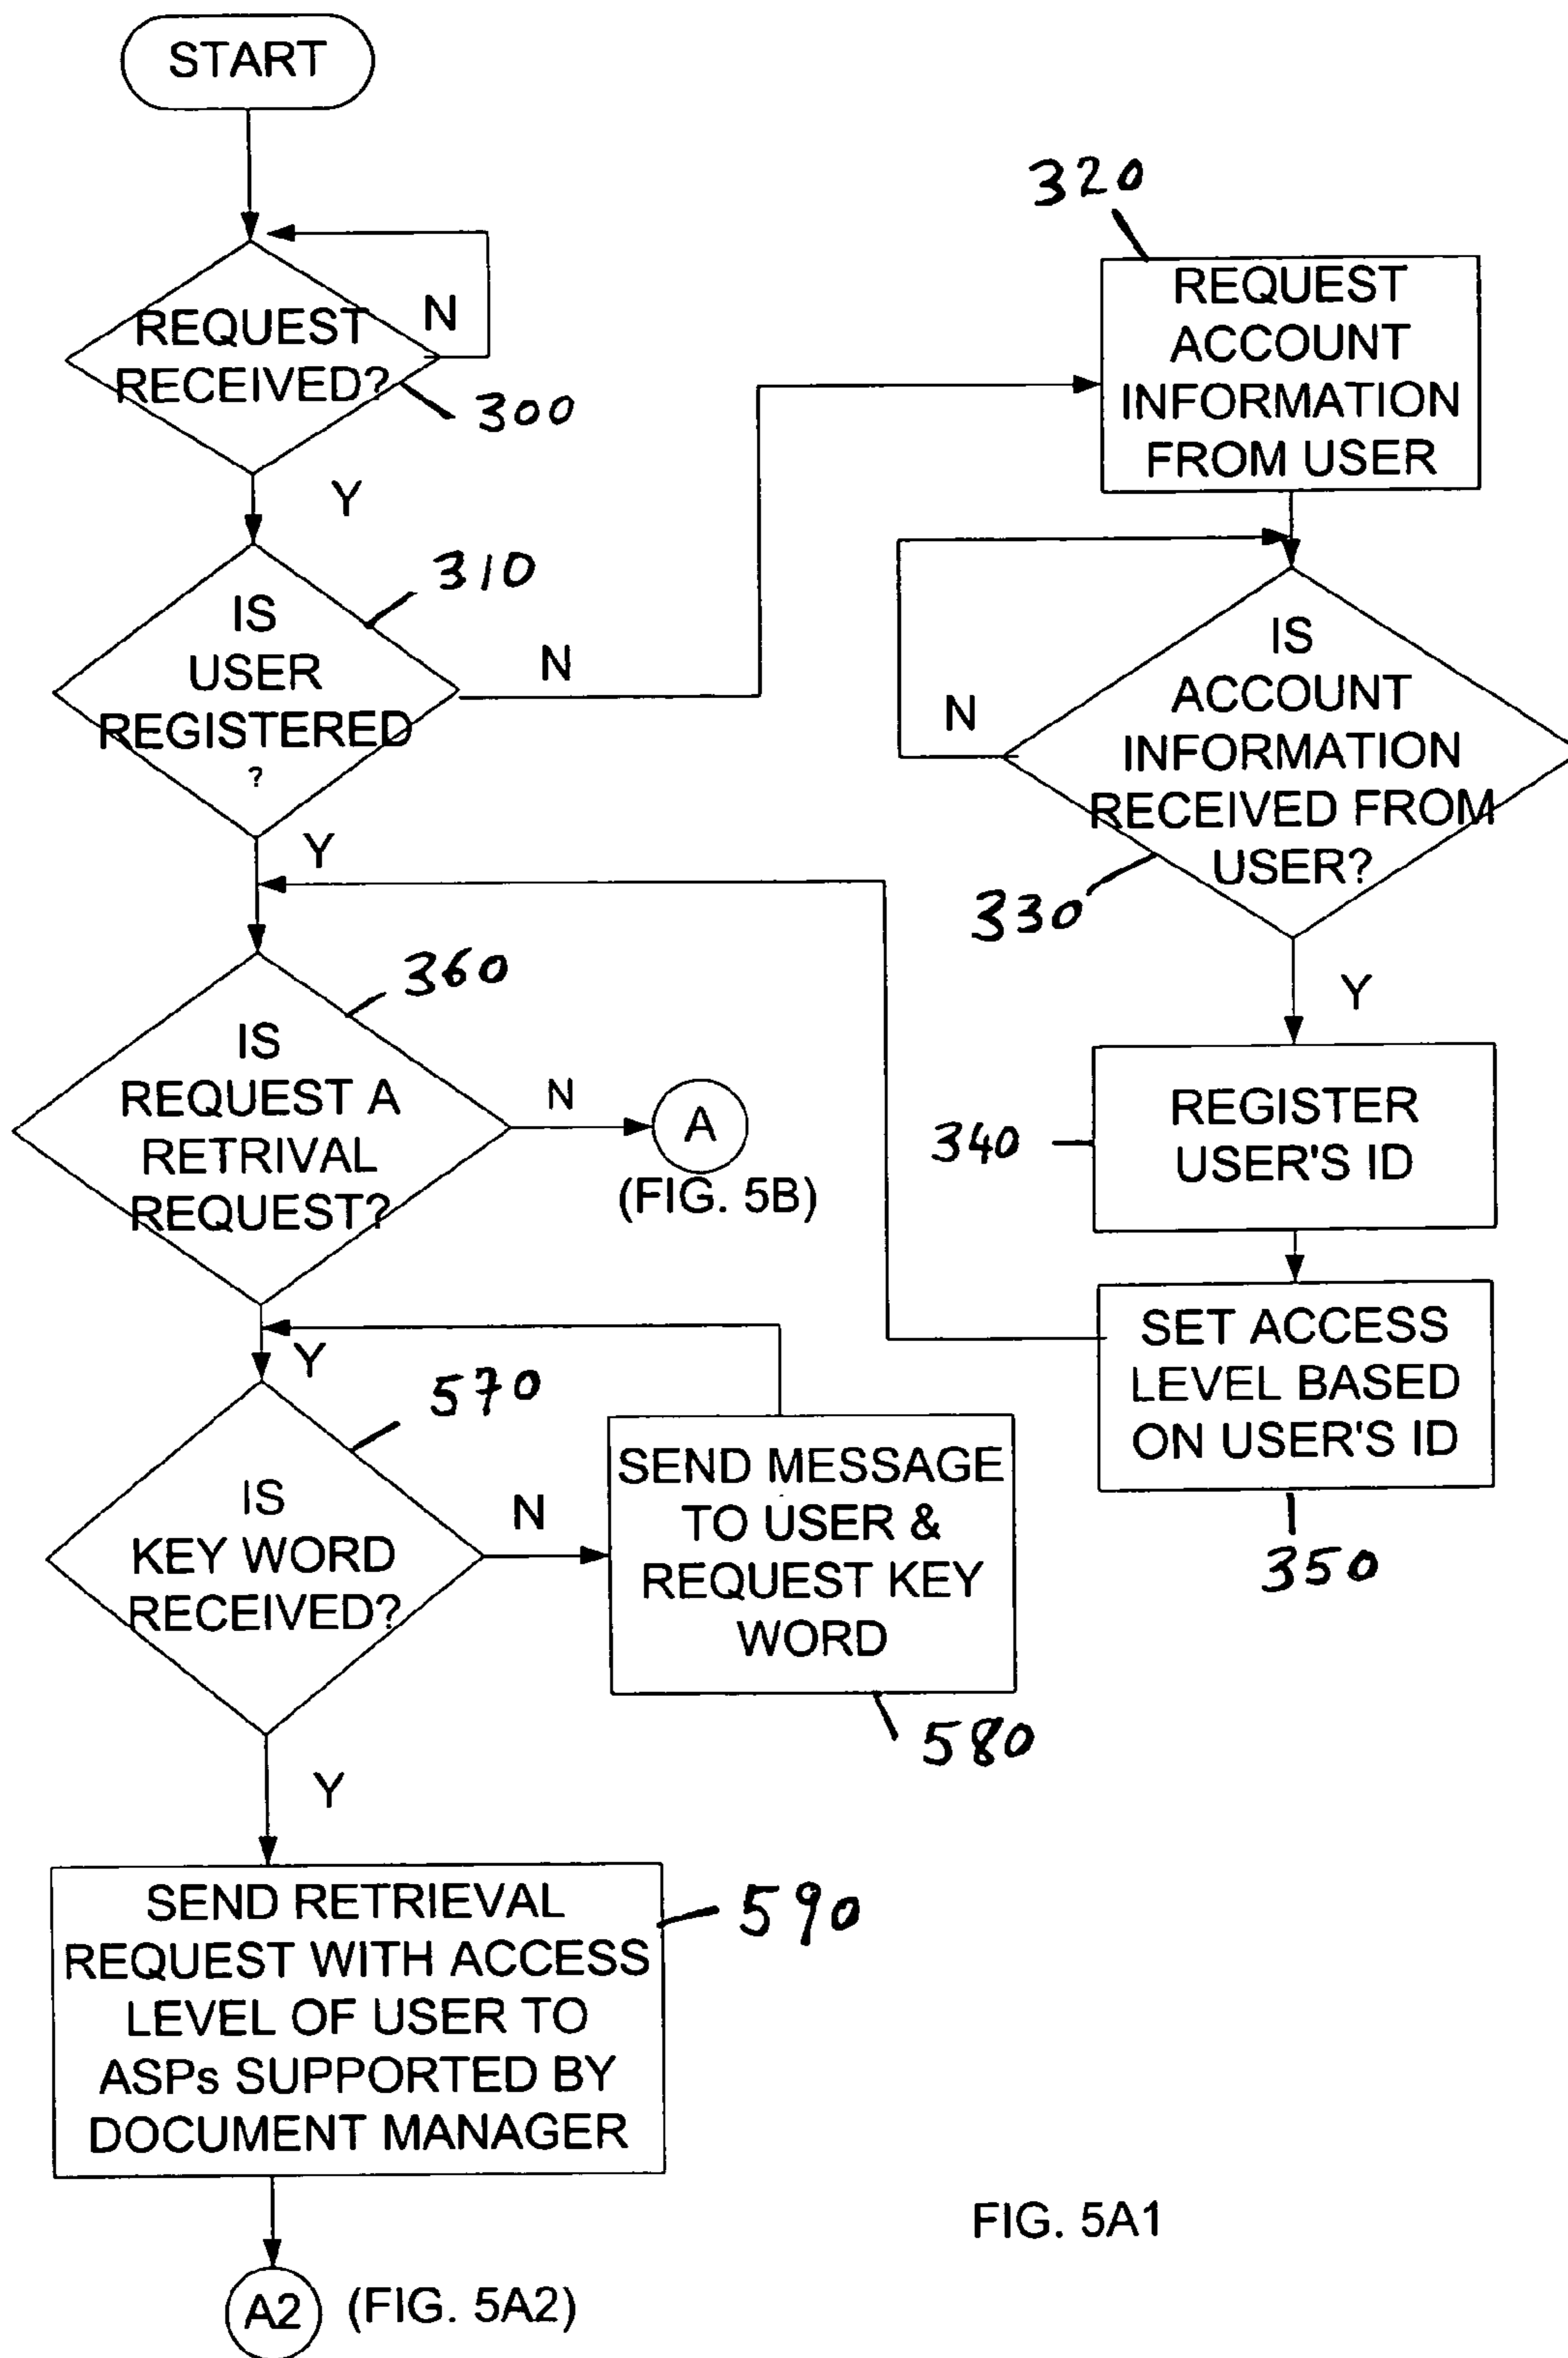 START
REQUEST
RECEIVED?
N
300
Y
IS
USER
REGISTERED
?
310
N
Y
320
REQUEST
ACCOUNT
INFORMATION
FROM USER
IS
ACCOUNT
INFORMATION
RECEIVED FROM
USER?
N
330
Y
340
REGISTER
USER'S ID
SET ACCESS
LEVEL BASED
ON USER'S ID
350
360
IS
REQUEST A
RETRIVAL
REQUEST?
N
A
(FIG. 5B)
Y
570
IS
KEY WORD
RECEIVED?
N
SEND MESSAGE
TO USER &
REQUEST KEY
WORD
580
Y
SEND RETRIEVAL
REQUEST WITH ACCESS
LEVEL OF USER TO
ASPs SUPPORTED BY
DOCUMENT MANAGER
590
A2
(FIG. 5A2)
FIG. 5A1